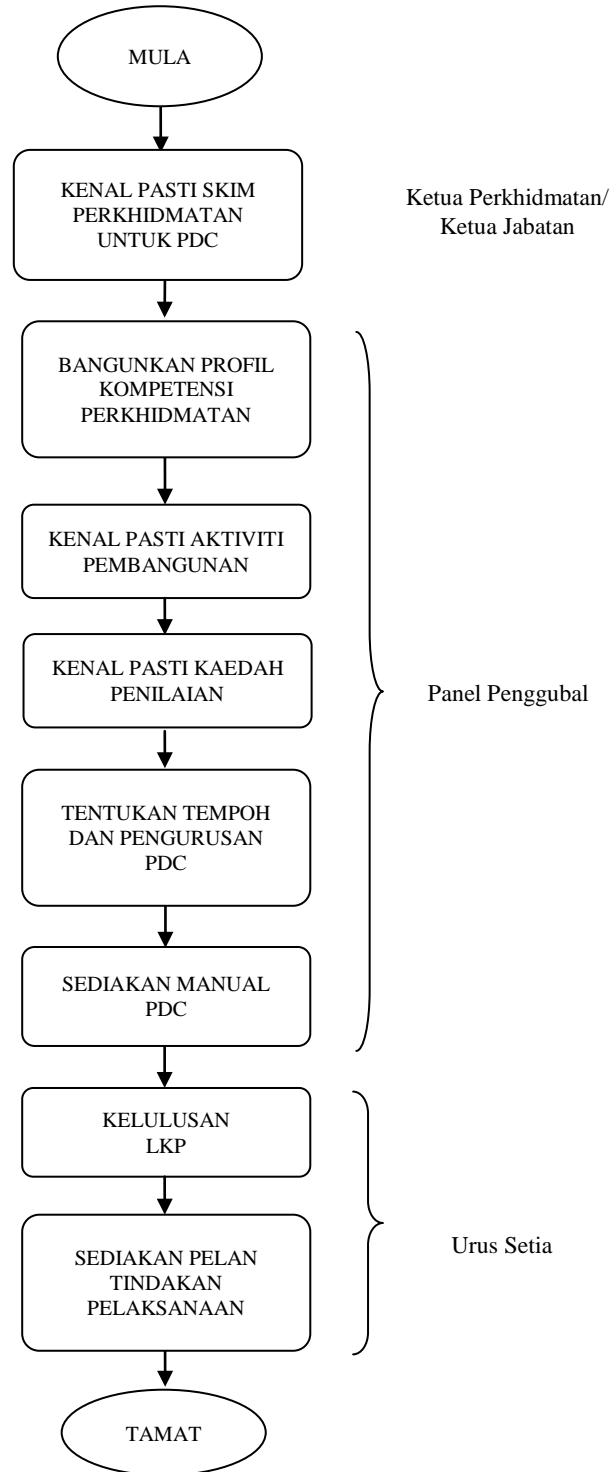 MULA
KENAL PASTI SKIM
PERKHIDMATAN
UNTUK PDC
Ketua Perkhidmatan/
Ketua Jabatan
BANGUNKAN PROFIL
KOMPETENSI
PERKHIDMATAN
KENAL PASTI AKTIVITI
PEMBANGUNAN
KENAL PASTI KAEDAH
PENILAIAN
Panel Penggubal
TENTUKAN TEMPOH
DAN PENGURUSAN
PDC
SEDIAKAN MANUAL
PDC
KELULUSAN
LKP
SEDIAKAN PELAN
TINDAKAN
PELAKSANAAN
Urus Setia
TAMAT